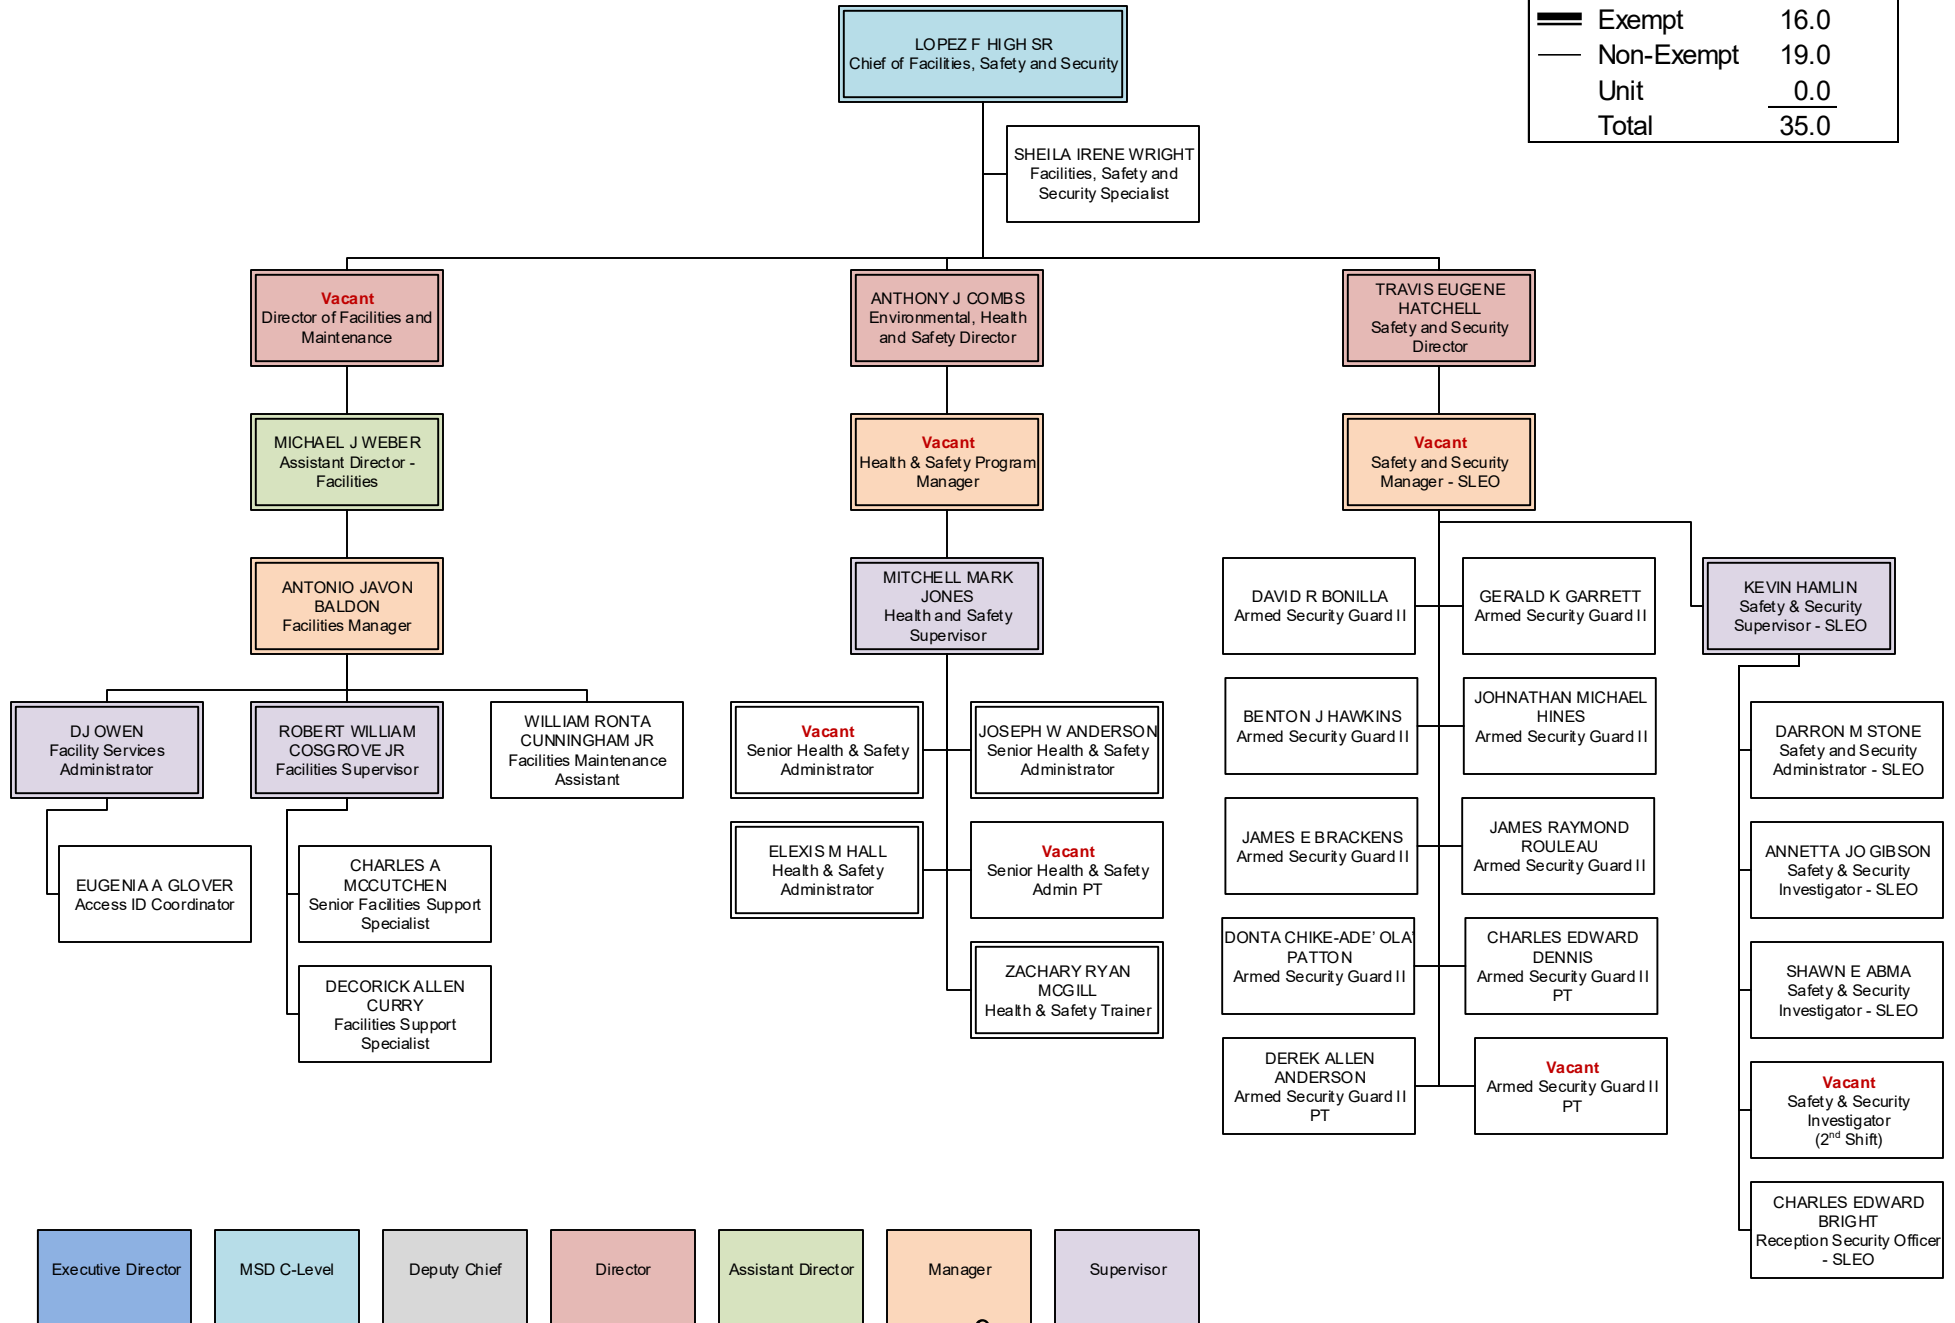 Exempt 16.0
Non-Exempt 19.0
Unit 0.0
Total 35.0
LOPEZ F HIGH SR
Chief of Facilities, Safety and Security
SHEILA IRENE WRIGHT
Facilities, Safety and
Security Specialist
Vacant
Director of Facilities and
Maintenance
ANTHONY J COMBS
Environmental, Health
and Safety Director
TRAVIS EUGENE
HATCHELL
Safety and Security
Director
MICHAEL J WEBER
Assistant Director -
Facilities
Vacant
Health & Safety Program
Manager
Vacant
Safety and Security
Manager - SLEO
ANTONIO JAVON
BALDON
Facilities Manager
MITCHELL MARK
JONES
Health and Safety
Supervisor
DAVID R BONILLA
Armed Security Guard II
GERALD K GARRETT
Armed Security Guard II
KEVIN HAMLIN
Safety & Security
Supervisor - SLEO
DJ OWEN
Facility Services
Administrator
ROBERT WILLIAM
COSGROVE JR
Facilities Supervisor
WILLIAM RONTA
CUNNINGHAM JR
Facilities Maintenance
Assistant
Vacant
Senior Health & Safety
Administrator
JOSEPH W ANDERSON
Senior Health & Safety
Administrator
BENTON J HAWKINS
Armed Security Guard II
JOHNATHAN MICHAEL
HINES
Armed Security Guard II
DARRON M STONE
Safety and Security
Administrator - SLEO
EUGENIA A GLOVER
Access ID Coordinator
CHARLES A
MCCUTCHEN
Senior Facilities Support
Specialist
ELEXIS M HALL
Health & Safety
Administrator
Vacant
Senior Health & Safety
Admin PT
JAMES E BRACKENS
Armed Security Guard II
JAMES RAYMOND
ROULEAU
Armed Security Guard II
ANNETTA JO GIBSON
Safety & Security
Investigator - SLEO
DECORICK ALLEN
CURRY
Facilities Support
Specialist
ZACHARY RYAN
MCGILL
Health & Safety Trainer
DONTA CHIKE-ADE’ OLA’
PATTON
Armed Security Guard II
CHARLES EDWARD
DENNIS
Armed Security Guard II
PT
SHAWN E ABMA
Safety & Security
Investigator - SLEO
DEREK ALLEN
ANDERSON
Armed Security Guard II
PT
Vacant
Armed Security Guard II
PT
Vacant
Safety & Security
Investigator
(2nd Shift)
CHARLES EDWARD
BRIGHT
Reception Security Officer
- SLEO
Executive Director
MSD C-Level
Deputy Chief
Director
Assistant Director
Manager
Supervisor